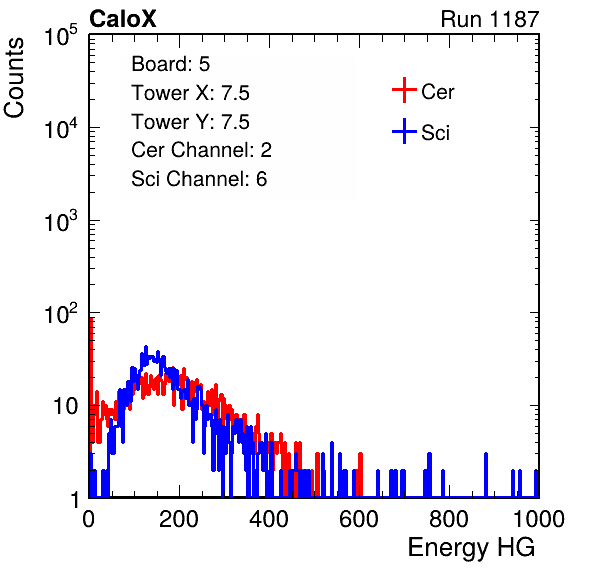 CaloX Run 1187
Counts
10^5
10^4
10^3
10^2
10
1
Board: 5
Tower X: 7.5
Tower Y: 7.5
Cer Channel: 2
Sci Channel: 6
Cer
Sci
0 200 400 600 800 1000
Energy HG